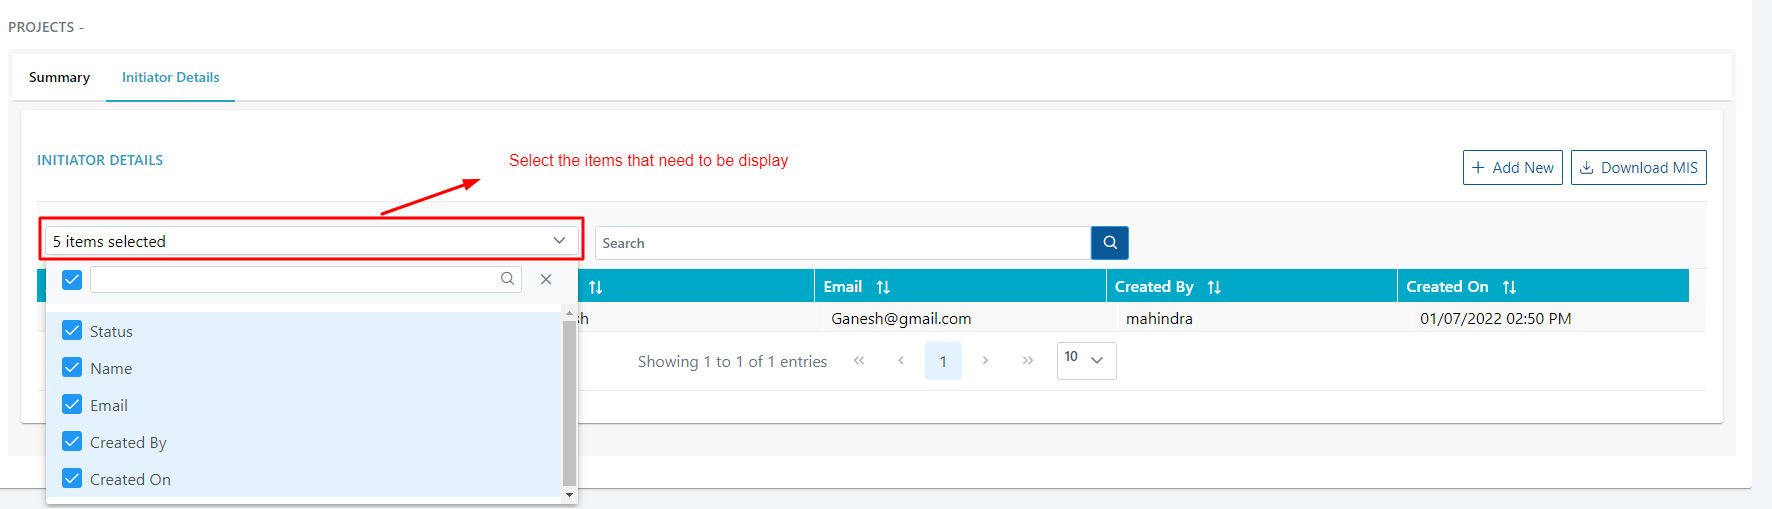 PROJECTS -
Summary Initiator Details
INITIATOR DETAILS
Select the items that need to be display
+ Add New
Download MIS
5 items selected
Search
Email Created By Created On
sh Ganesh@gmail.com mahindra 01/07/2022 02:50 PM
Showing 1 to 1 of 1 entries « ‹ 1 › » 10
Status
Name
Email
Created By
Created On